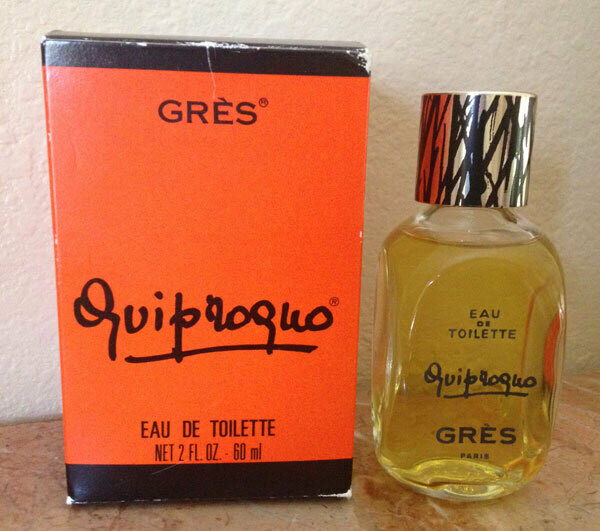 GRÈS®
Quiproquo®
EAU DE TOILETTE
NET 2 FL. OZ. - 60 ml
EAU
DE
TOILETTE
Quiproquo
GRÈS
PARIS